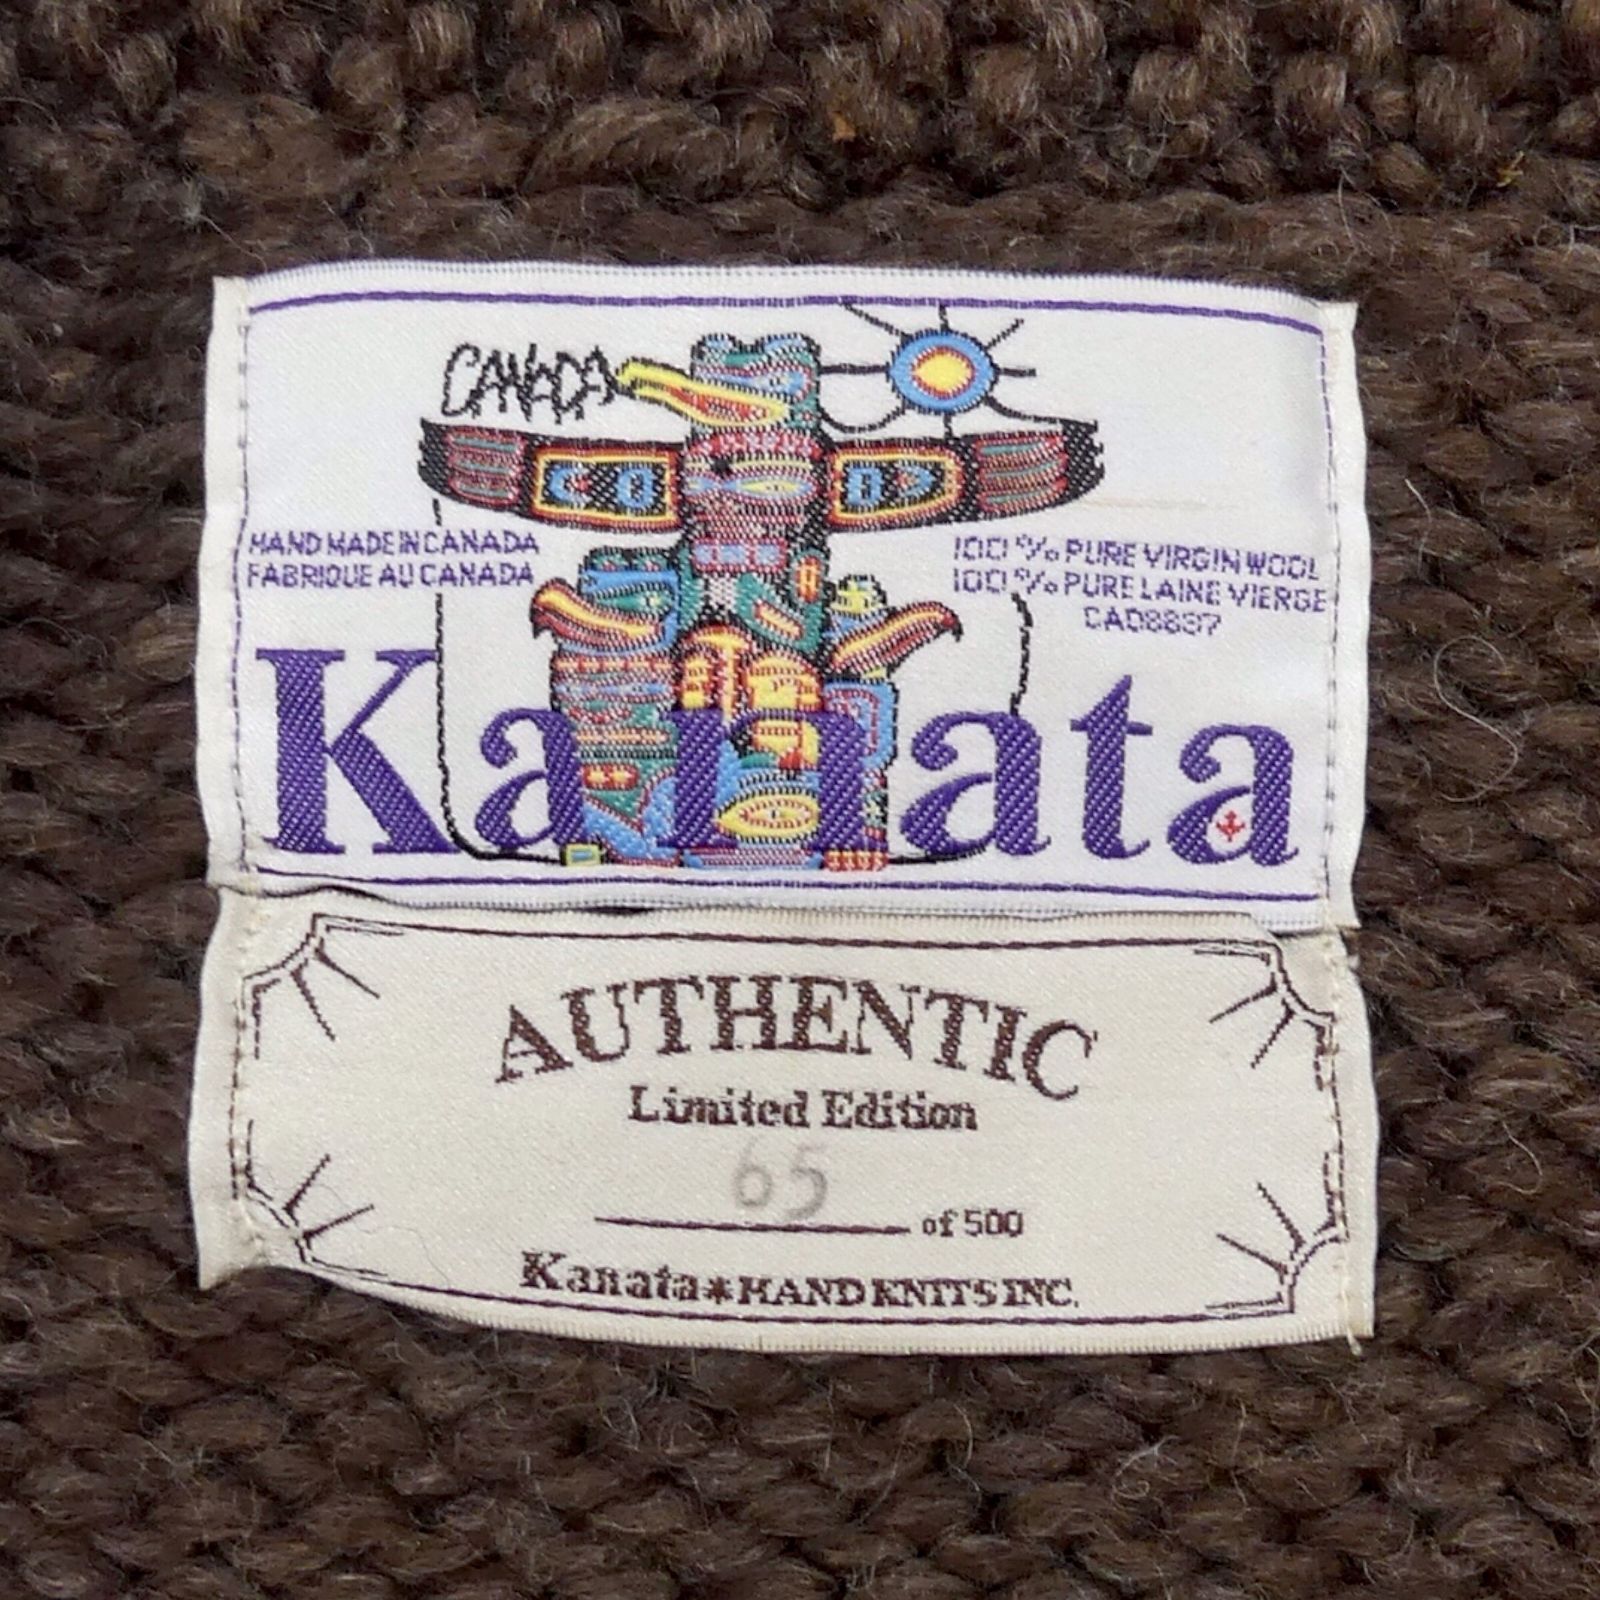 CANADA
HAND MADE IN CANADA
FABRIQUE AU CANADA
100 % PURE VIRGIN WOOL
100 % PURE LAINE VIERGE
Kanata
AUTHENTIC
Limited Edition
65
of 500
Kanata*HAND KNITS INC.